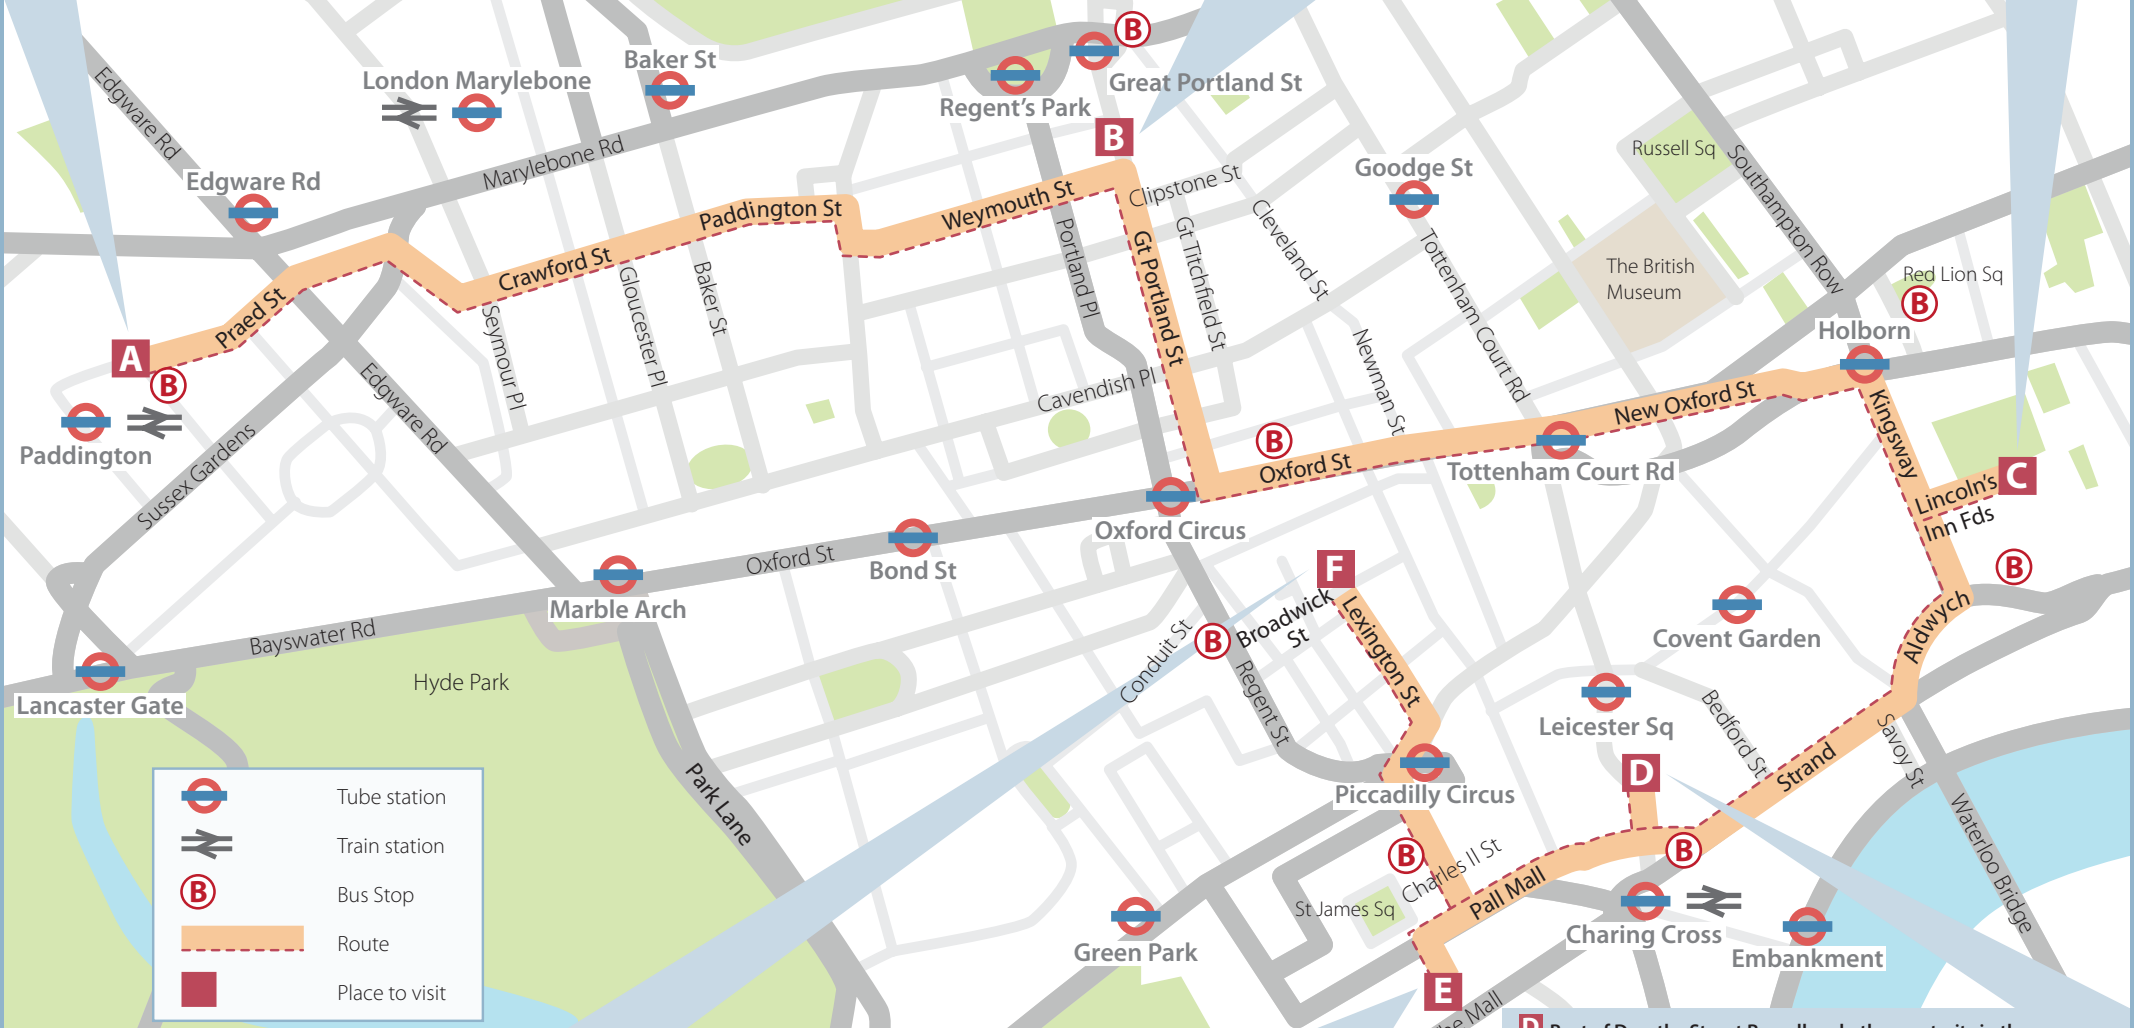 B
Baker St
London Marylebone
Great Portland St
Edgware Rd
Regent's Park
B
Marylebone Rd
Russell Sq
Southampton Row
Goodge St
Edgware Rd
Clipstone St
Paddington St
Weymouth St
Cleveland St
Portland Pl
Gt Titchfield St
Gt Portland St
Tottenham Court Rd
The British
Museum
Red Lion Sq
B
Crawford St
Gloucester Pl
Baker St
Praed St
Seymour Pl
Holborn
A
B
Edgware Rd
Cavendish Pl
Newman St
New Oxford St
Kingsway
Paddington
Sussex Gardens
B
Oxford St
Tottenham Court Rd
C
Lincoln's
Inn Fds
Oxford Circus
Oxford St
Bond St
F
B
Marble Arch
Bayswater Rd
Broadwick
St
Lexington St
Conduit St
B
Regent St
Covent Garden
Aldwych
Hyde Park
Lancaster Gate
Leicester Sq
Bedford St
Savoy St
Strand
D
Park Lane
Piccadilly Circus
Waterloo Bridge
B
Charles II St
B
Pall Mall
St James Sq
Charing Cross
Green Park
Embankment
E
The Mall
Tube station
Train station
B
Bus Stop
Route
Place to visit
D